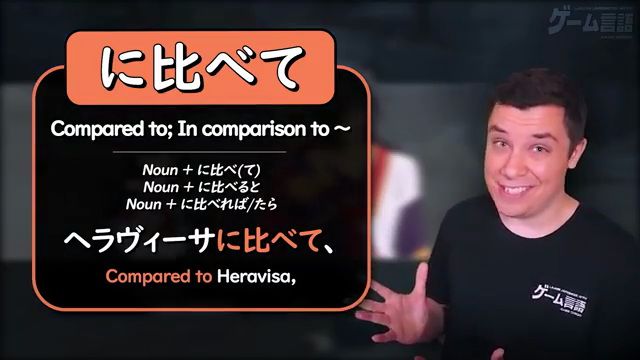 に比べて
Compared to; In comparison to ～
Noun + に比べ(て)
Noun + に比べると
Noun + に比べれば/たら
ヘラヴィーサに比べて、
Compared to Heravisa,
ゲーム言語
ゲーム言語